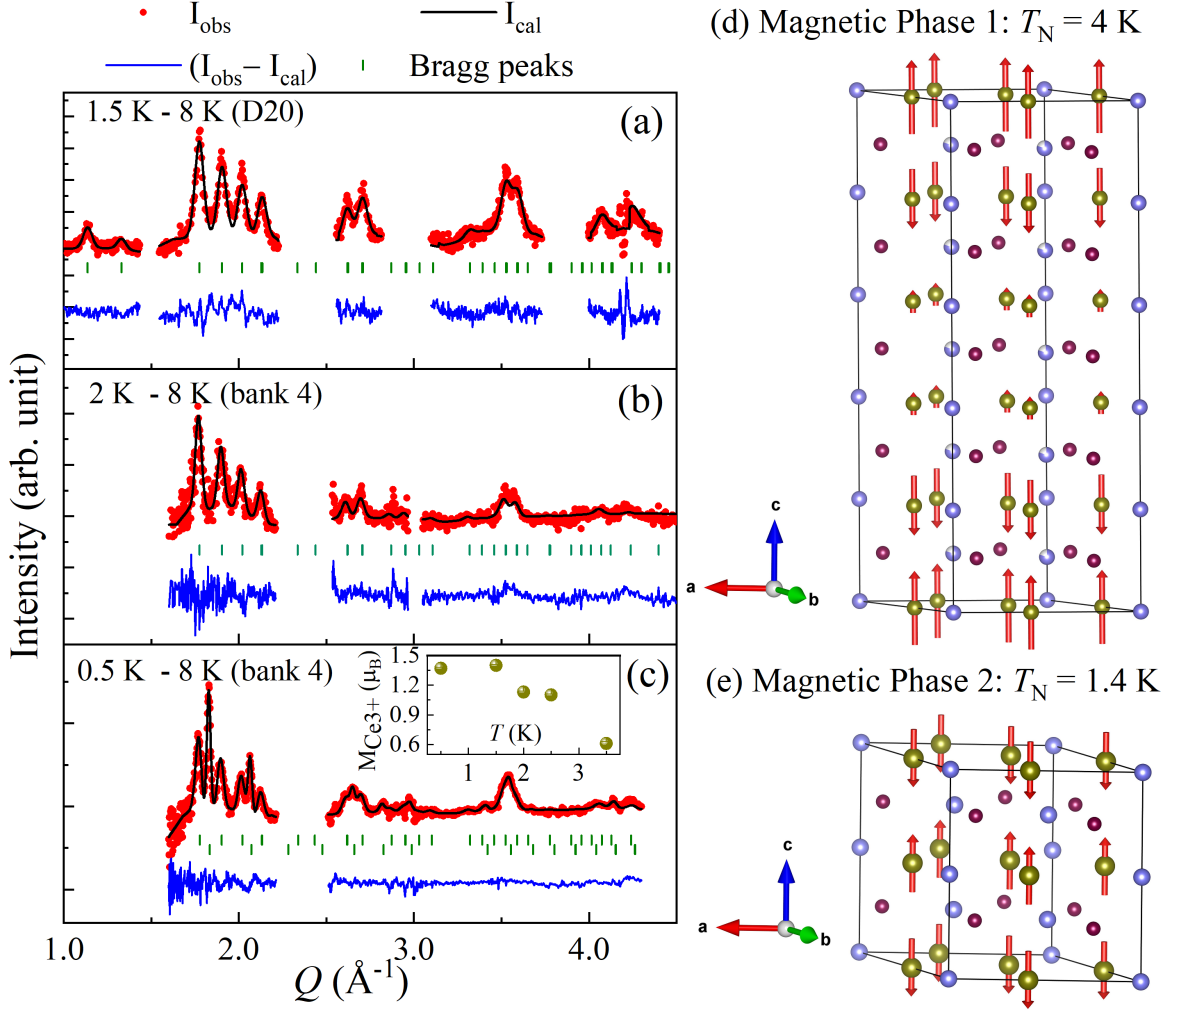 I_obs
I_cal
(I_obs – I_cal)
Bragg peaks
Intensity (arb. unit)
1.5 K - 8 K (D20)
(a)
2 K - 8 K (bank 4)
(b)
0.5 K - 8 K (bank 4)
(c)
M_Ce3+ (μ_B)
1.5
1.2
0.9
0.6
T (K)
1 2 3
1.0 2.0 3.0 4.0
Q (Å⁻¹)
(d) Magnetic Phase 1: T_N = 4 K
c
a
b
(e) Magnetic Phase 2: T_N = 1.4 K
c
a
b